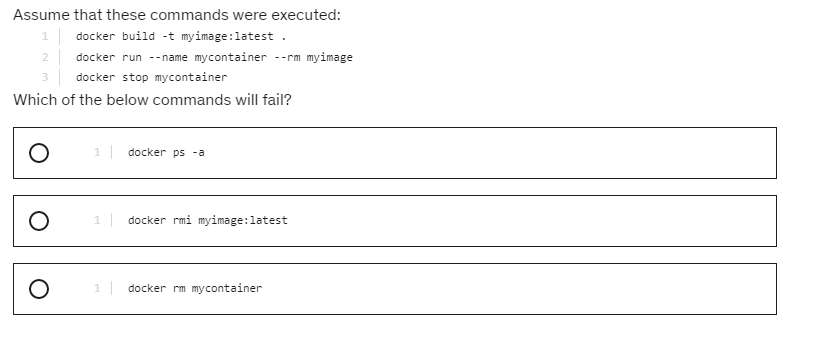 Assume that these commands were executed:
1 docker build -t myimage:latest .
2 docker run --name mycontainer --rm myimage
3 docker stop mycontainer
Which of the below commands will fail?
1 docker ps -a
1 docker rmi myimage:latest
1 docker rm mycontainer